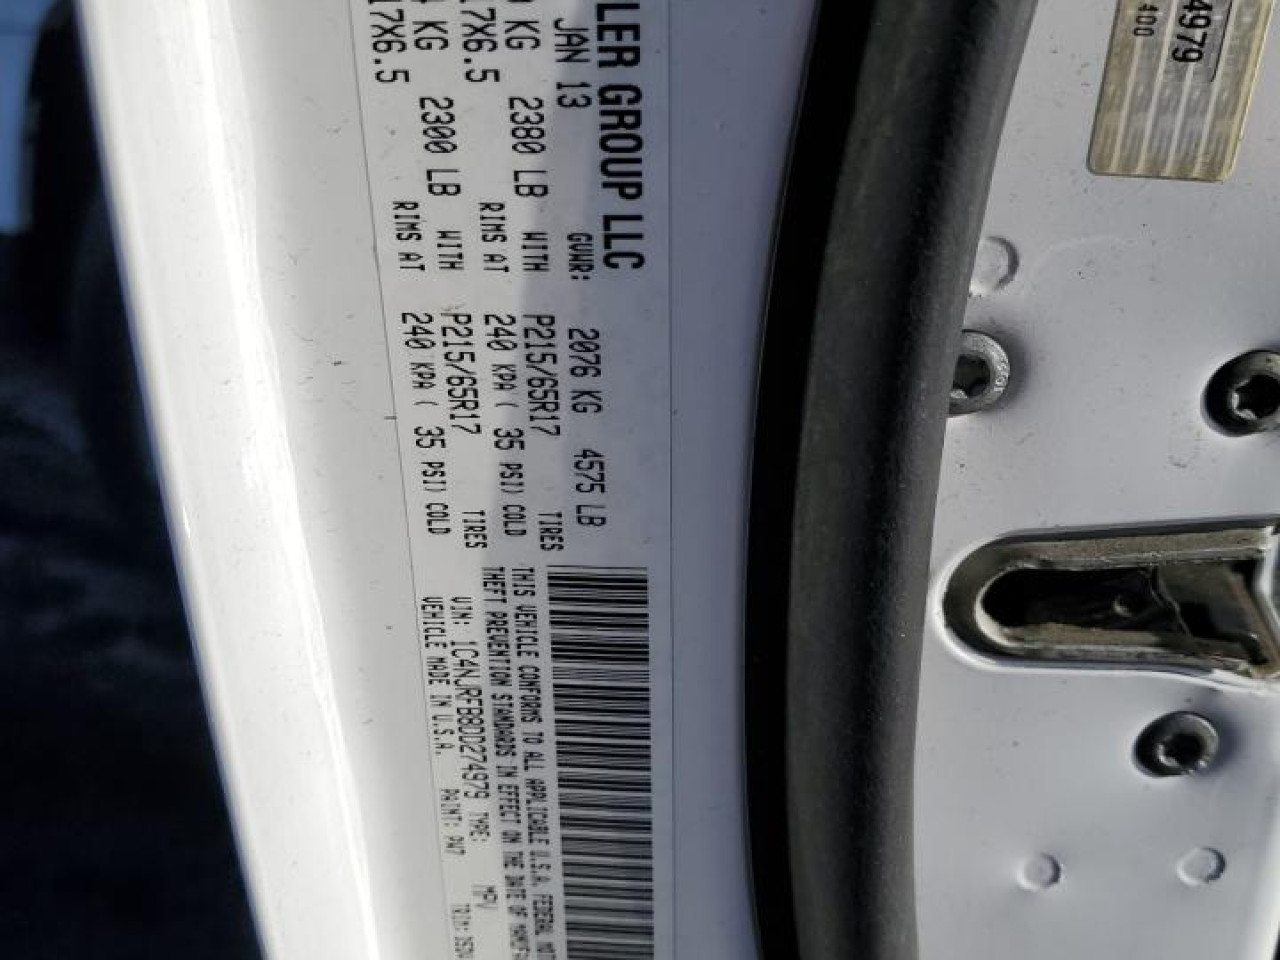 LER GROUP LLC
JAN 13 GVWR: 2076 KG 4575 LB
KG 2380 LB WITH P215/65R17 TIRES
17X6.5 RIMS AT 240 KPA( 35 PSI) COLD
KG 2300 LB WITH P215/65R17 TIRES
17X6.5 RIMS AT 240 KPA( 35 PSI) COLD
THIS VEHICLE CONFORMS TO ALL APPLICABLE U.S.A. FEDERAL
THEFT PREVENTION STANDARDS IN EFFECT ON THE DATE OF
VIN: 1C4NJRFB8DD274979 TYPE: MPV
VEHICLE MADE IN U.S.A. PAINT: PW7 TRIM:
4979
400